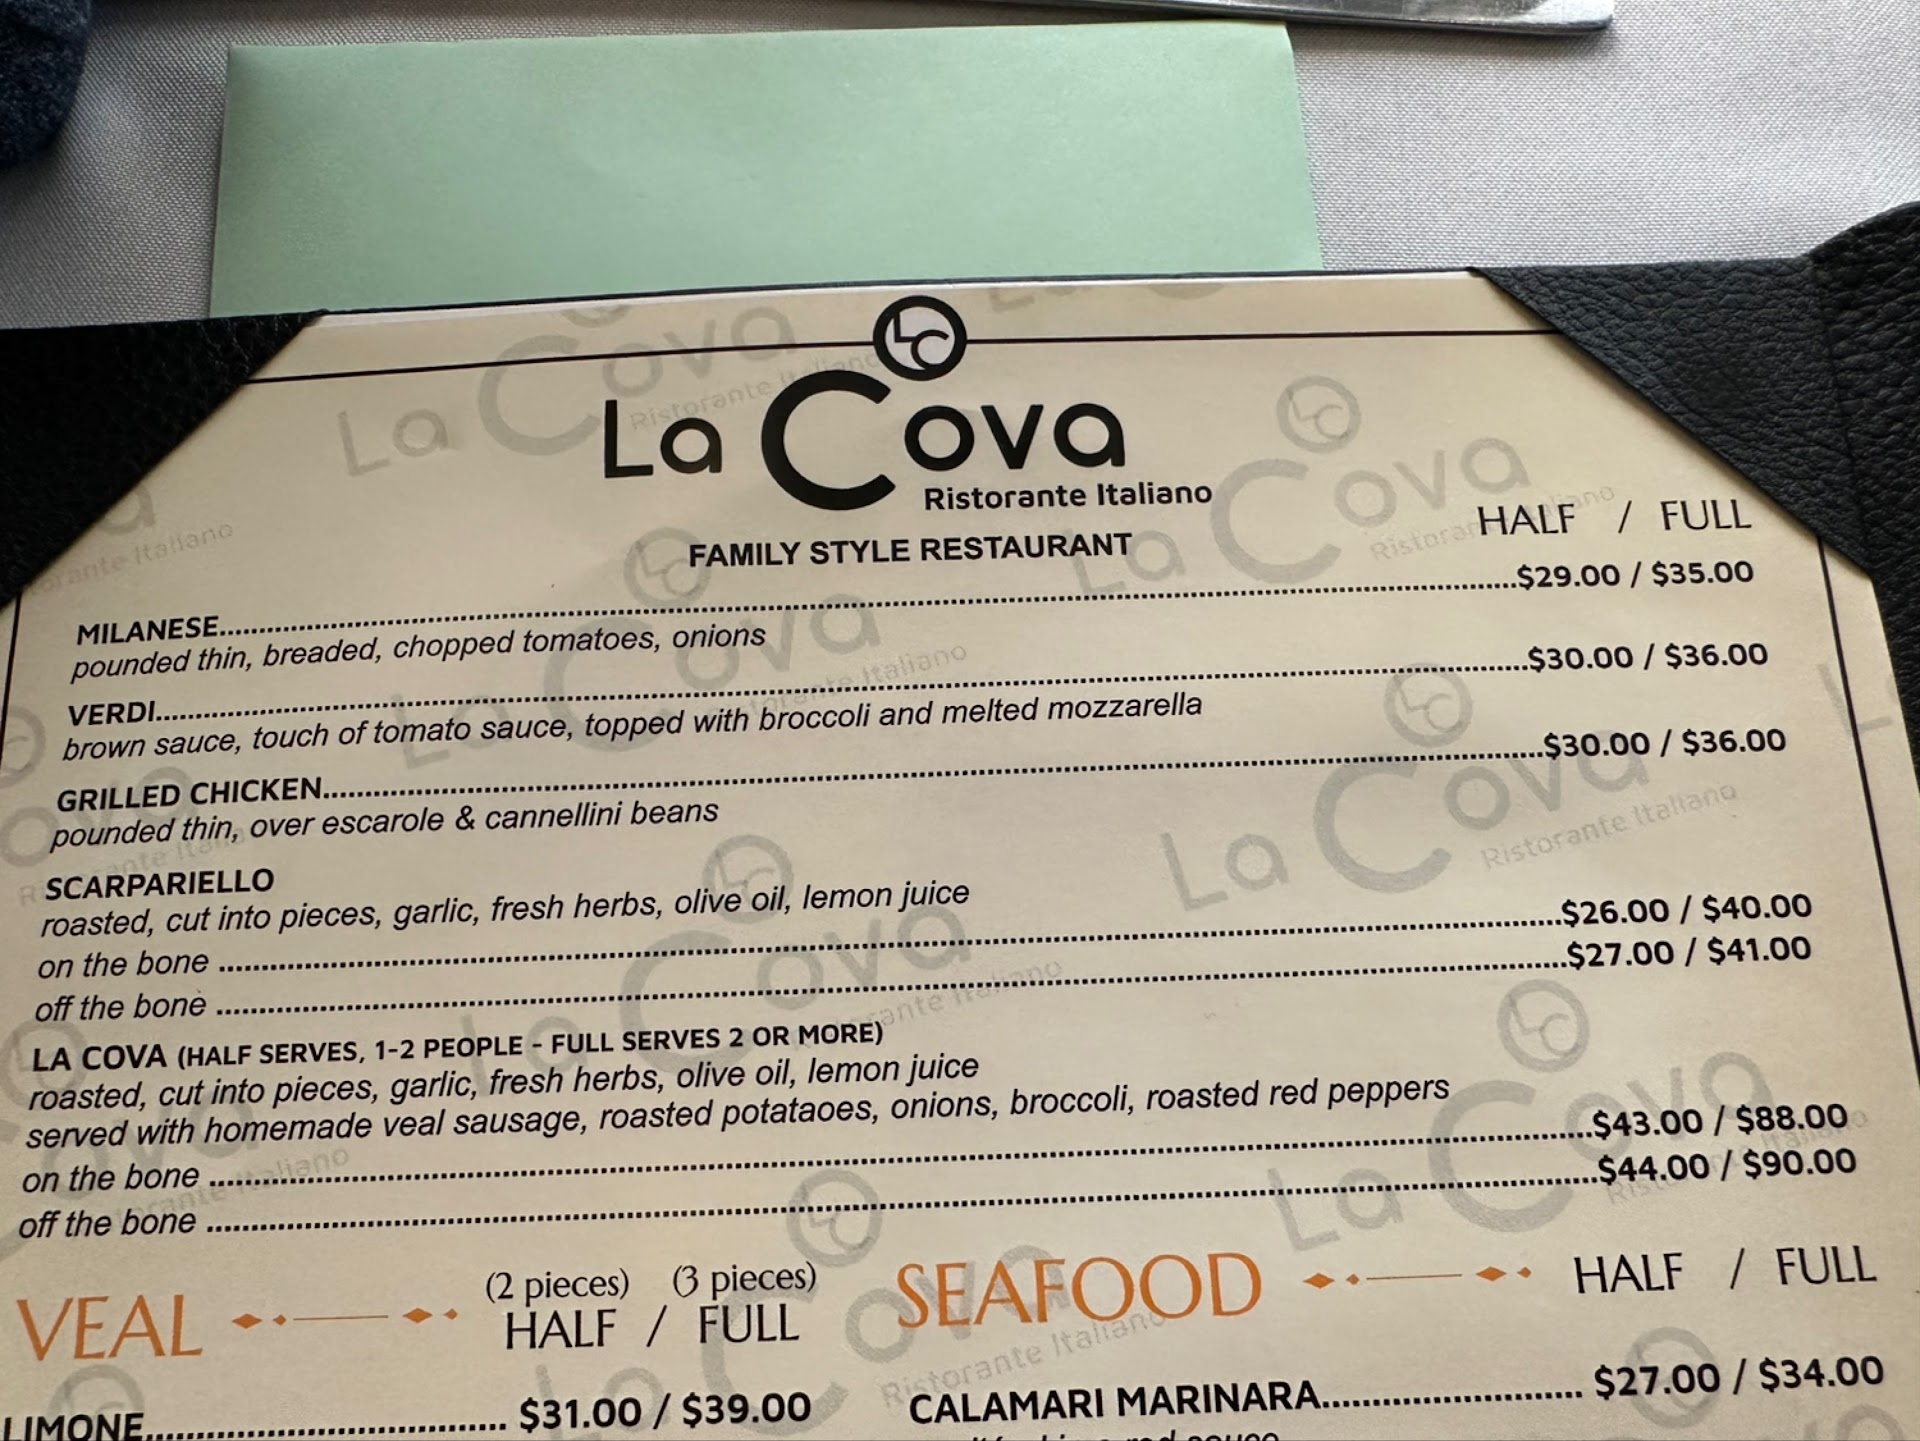 LC
La Cova
Ristorante Italiano
FAMILY STYLE RESTAURANT
HALF / FULL
MILANESE.......................$29.00 / $35.00
pounded thin, breaded, chopped tomatoes, onions
VERDI.......................$30.00 / $36.00
brown sauce, touch of tomato sauce, topped with broccoli and melted mozzarella
GRILLED CHICKEN.......................$30.00 / $36.00
pounded thin, over escarole & cannellini beans
SCARPARIELLO
roasted, cut into pieces, garlic, fresh herbs, olive oil, lemon juice
on the bone .......................$26.00 / $40.00
off the bone .......................$27.00 / $41.00
LA COVA (HALF SERVES, 1-2 PEOPLE - FULL SERVES 2 OR MORE)
roasted, cut into pieces, garlic, fresh herbs, olive oil, lemon juice
served with homemade veal sausage, roasted potataoes, onions, broccoli, roasted red peppers
on the bone .......................$43.00 / $88.00
off the bone .......................$44.00 / $90.00
VEAL
(2 pieces) (3 pieces)
HALF / FULL
LIMONE....................... $31.00 / $39.00
SEAFOOD HALF / FULL
CALAMARI MARINARA....................... $27.00 / $34.00
red sauce